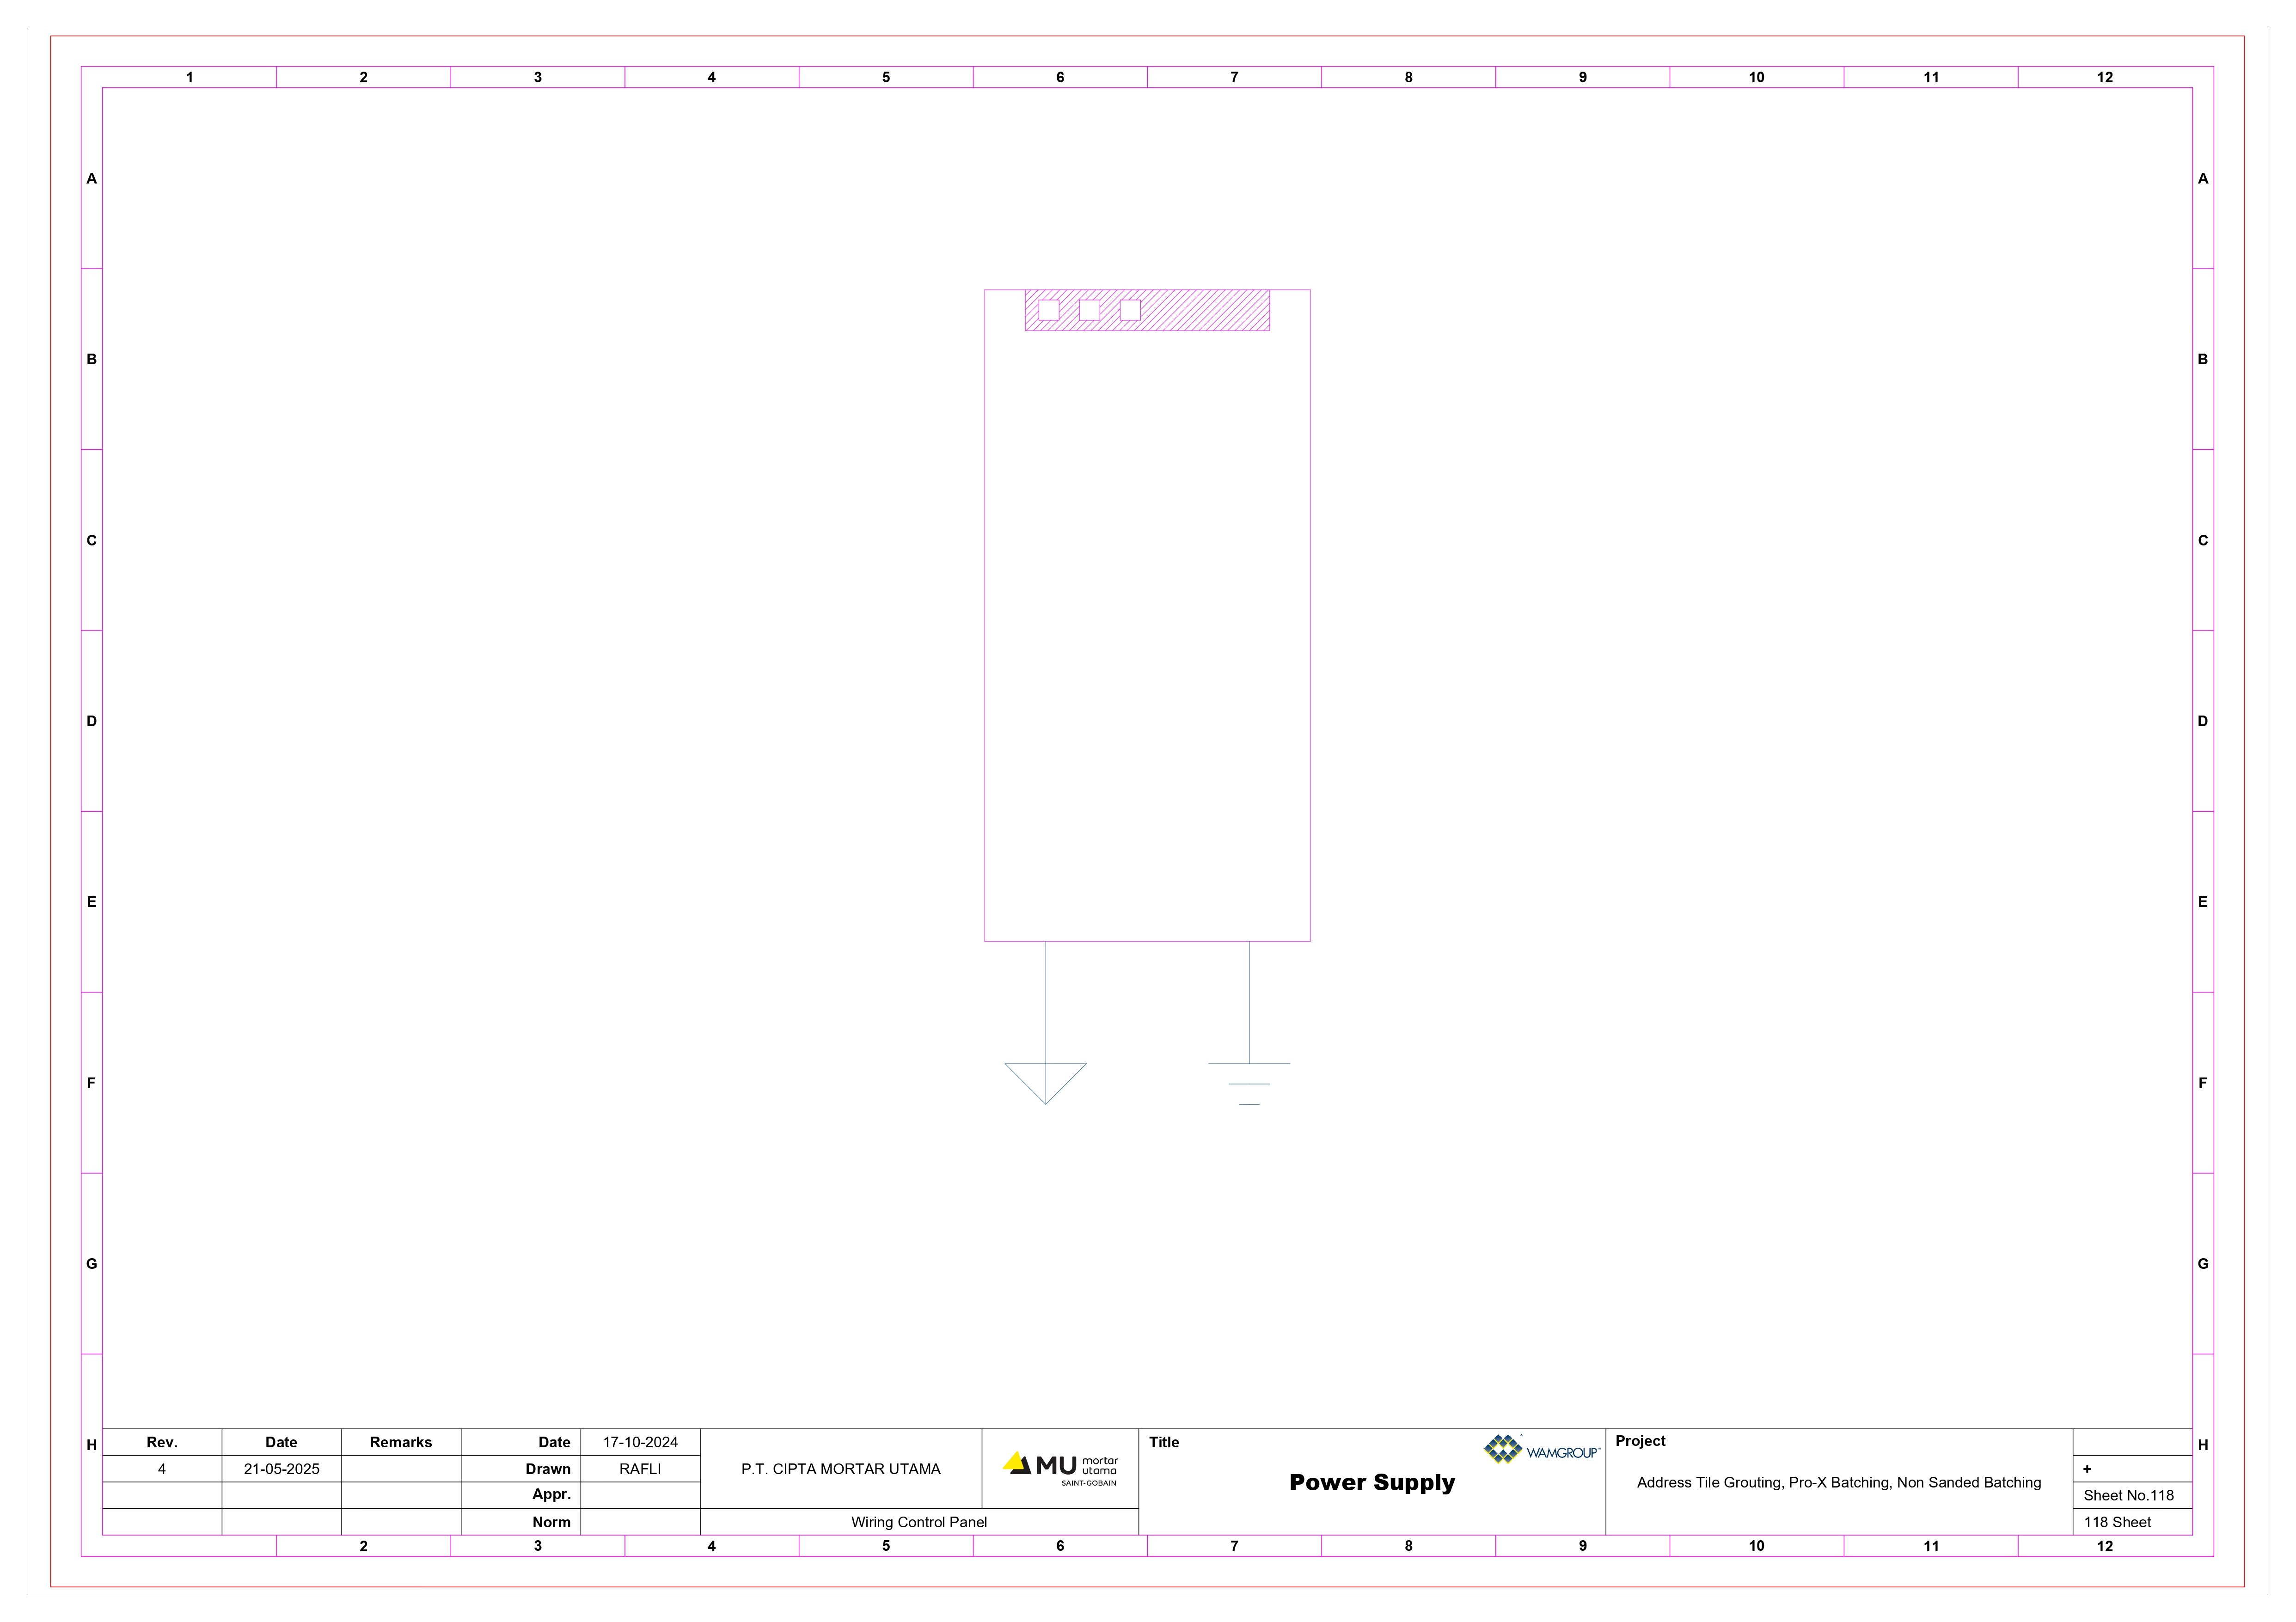 1 2 3 4 5 6 7 8 9 10 11 12
A A
B B
C C
D D
E E
F F
G G
H H
Rev. Date Remarks Date 17-10-2024
4 21-05-2025 Drawn RAFLI
Appr.
Norm
P.T. CIPTA MORTAR UTAMA
MU mortar
utama
SAINT-GOBAIN
Wiring Control Panel
Title
WAMGROUP®
Power Supply
Project
Address Tile Grouting, Pro-X Batching, Non Sanded Batching
+
Sheet No.118
118 Sheet
2 3 4 5 6 7 8 9 10 11 12